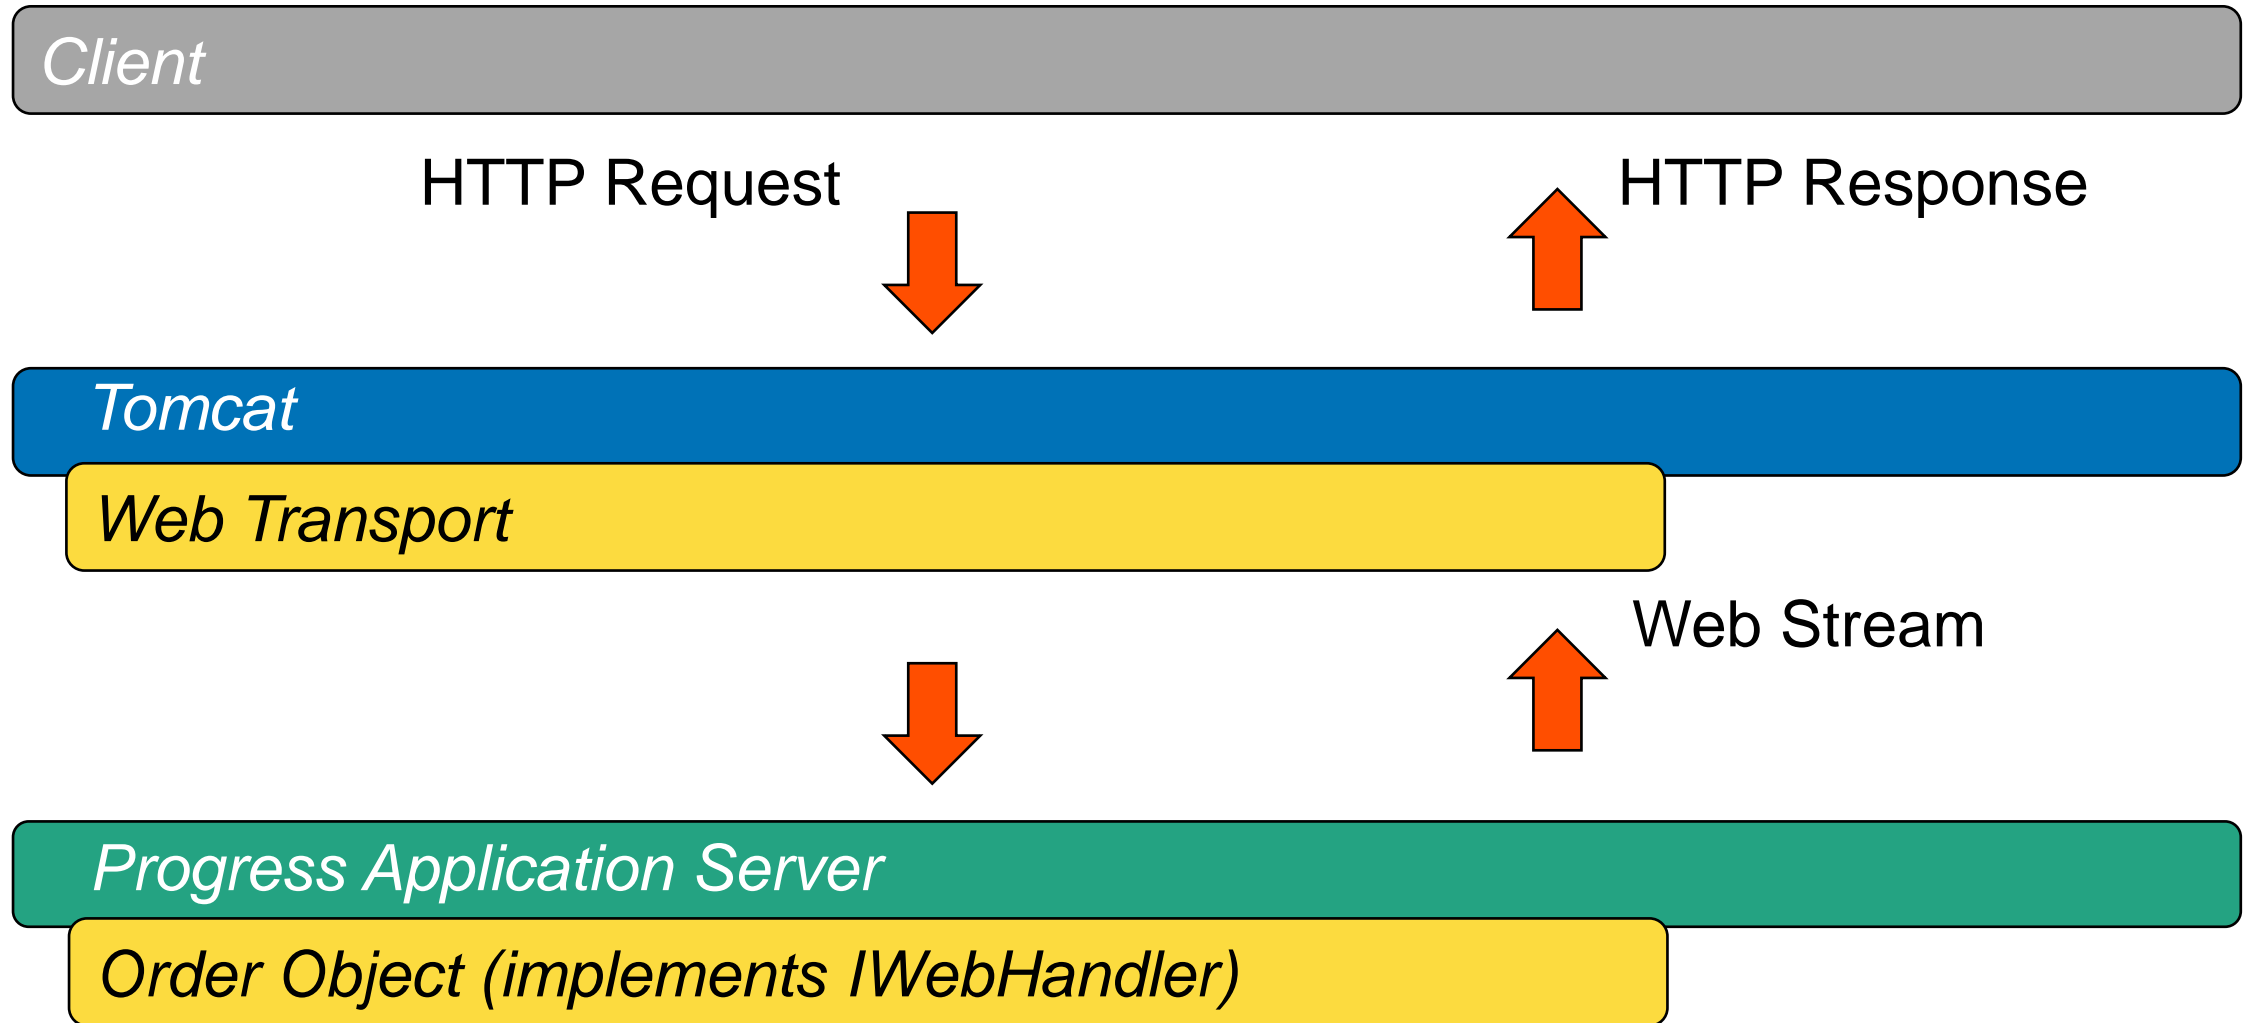 Client
HTTP Request
HTTP Response
Tomcat
Web Transport
Web Stream
Progress Application Server
Order Object (implements IWebHandler)